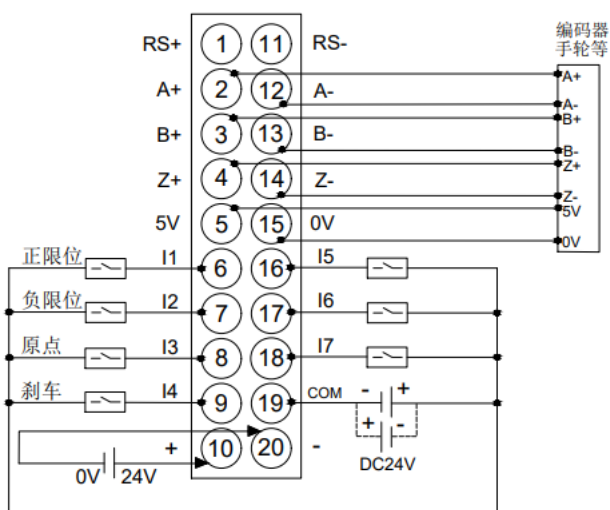 编码器
手轮等
RS+ 1 11 RS-
A+
A+ 2 12 A-
A-
B+
B+ 3 13 B-
B-
Z+
Z+ 4 14 Z-
Z-
5V
5V 5 15 0V
0V
正限位 I1 6 16 I5
负限位 I2 7 17 I6
原点 I3 8 18 I7
刹车 I4 9 19 COM - +
+ -
+ 10 20 -
0V 24V
DC24V